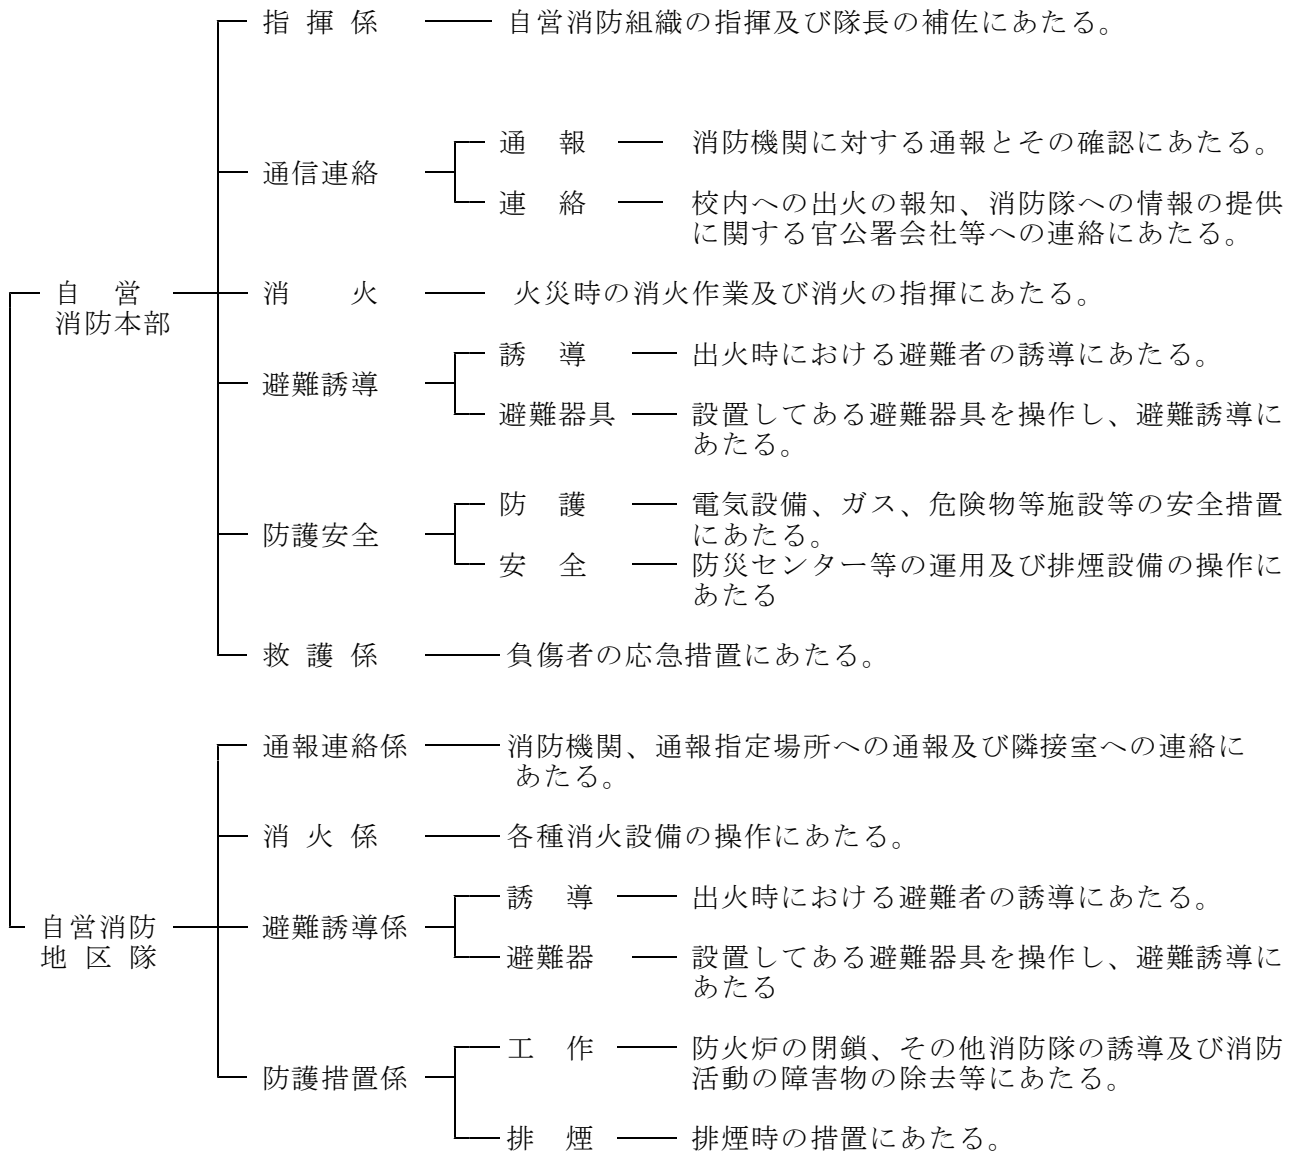 指揮係 自営消防組織の指揮及び隊長の補佐にあたる。
通信連絡
通報 消防機関に対する通報とその確認にあたる。
連絡 校内への出火の報知、消防隊への情報の提供
に関する官公署会社等への連絡にあたる。
自営
消防本部
消火 火災時の消火作業及び消火の指揮にあたる。
避難誘導
誘導 出火時における避難者の誘導にあたる。
避難器具 設置してある避難器具を操作し、避難誘導に
あたる。
防護安全
防護 電気設備、ガス、危険物等施設等の安全措置
にあたる。
安全 防災センター等の運用及び排煙設備の操作に
あたる
救護係 負傷者の応急措置にあたる。
通報連絡係 消防機関、通報指定場所への通報及び隣接室への連絡に
あたる。
消火係 各種消火設備の操作にあたる。
自営消防
地区隊
避難誘導係
誘導 出火時における避難者の誘導にあたる。
避難器 設置してある避難器具を操作し、避難誘導に
あたる
防護措置係
工作 防火炉の閉鎖、その他消防隊の誘導及び消防
活動の障害物の除去等にあたる。
排煙 排煙時の措置にあたる。